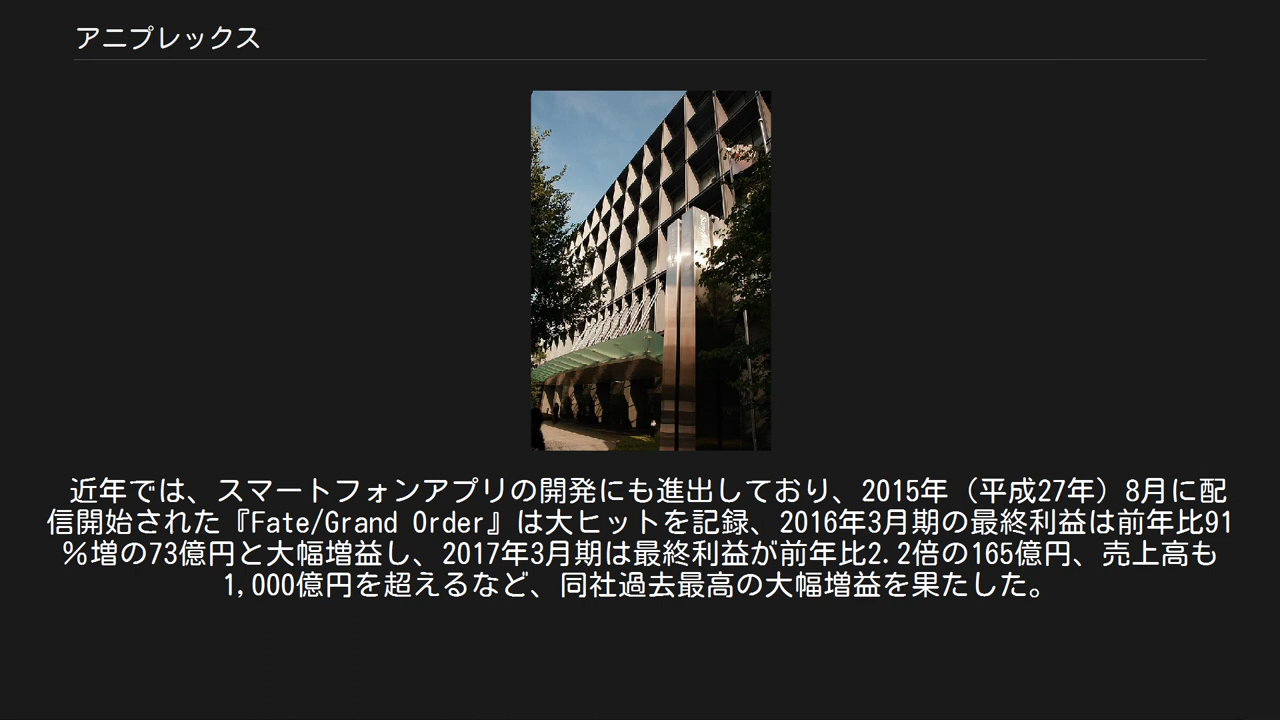 アニプレックス
近年では、スマートフォンアプリの開発にも進出しており、2015年（平成27年）8月に配
信開始された『Fate/Grand Order』は大ヒットを記録、2016年3月期の最終利益は前年比91
％増の73億円と大幅増益し、2017年3月期は最終利益が前年比2.2倍の165億円、売上高も
1,000億円を超えるなど、同社過去最高の大幅増益を果たした。